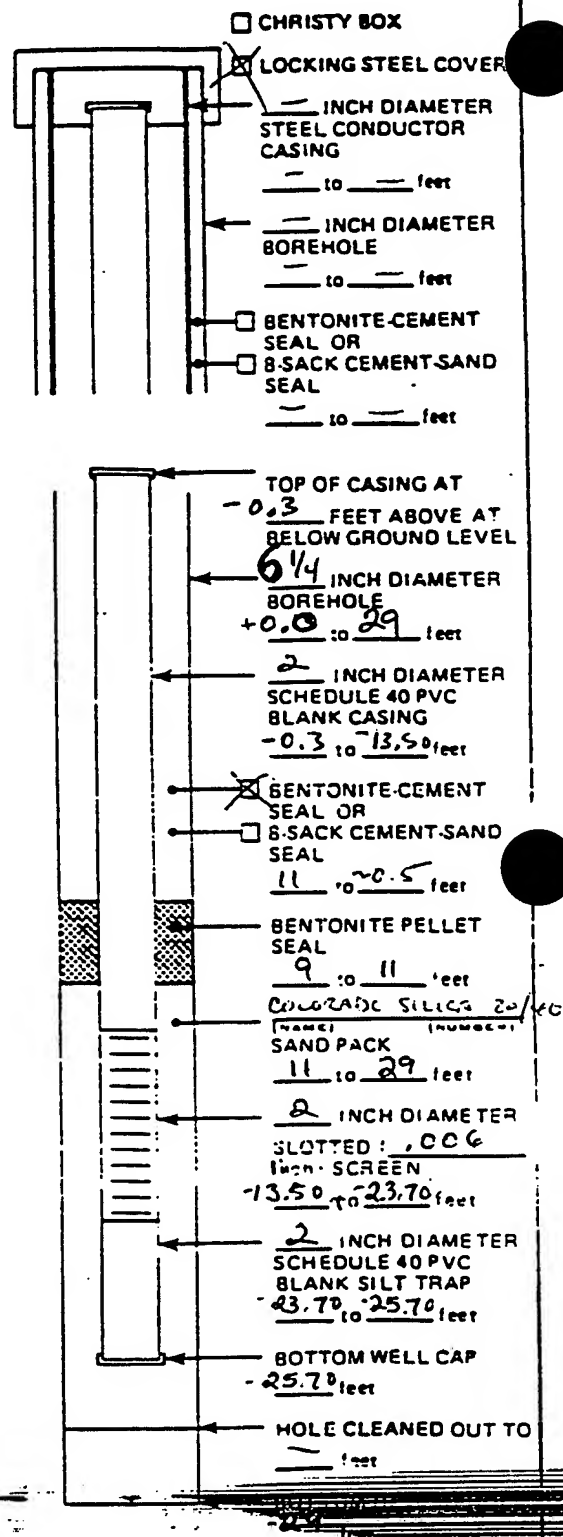 CHRISTY BOX
LOCKING STEEL COVER
— INCH DIAMETER
STEEL CONDUCTOR
CASING
— to — feet
— INCH DIAMETER
BOREHOLE
— to — feet
BENTONITE-CEMENT
SEAL OR
8-SACK CEMENT-SAND
SEAL
— to — feet
TOP OF CASING AT
-0.3 FEET ABOVE AT
BELOW GROUND LEVEL
6 1/4 INCH DIAMETER
BOREHOLE
+0.0 to 29 feet
2 INCH DIAMETER
SCHEDULE 40 PVC
BLANK CASING
-0.3 to -13.50 feet
BENTONITE-CEMENT
SEAL OR
8-SACK CEMENT-SAND
SEAL
11 to ~0.5 feet
BENTONITE PELLET
SEAL
9 to 11 feet
COLORADO SILICA 20/40
(NAME) (NUMBER)
SAND PACK
11 to 29 feet
2 INCH DIAMETER
SLOTTED: .006
inch. SCREEN
-13.50 to -23.70 feet
2 INCH DIAMETER
SCHEDULE 40 PVC
BLANK SILT TRAP
-23.70 to -25.70 feet
BOTTOM WELL CAP
-25.70 feet
HOLE CLEANED OUT TO
— feet